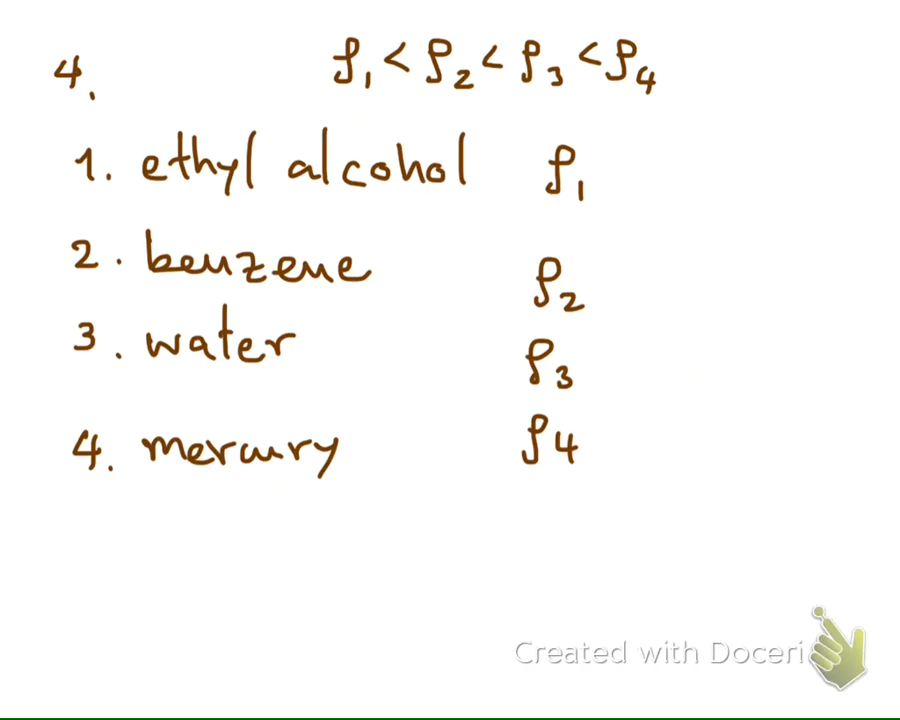 4. ρ₁ < ρ₂ < ρ₃ < ρ₄
1. ethyl alcohol ρ₁
2. benzene ρ₂
3. water ρ₃
4. mercury ρ4
Created with Doceri